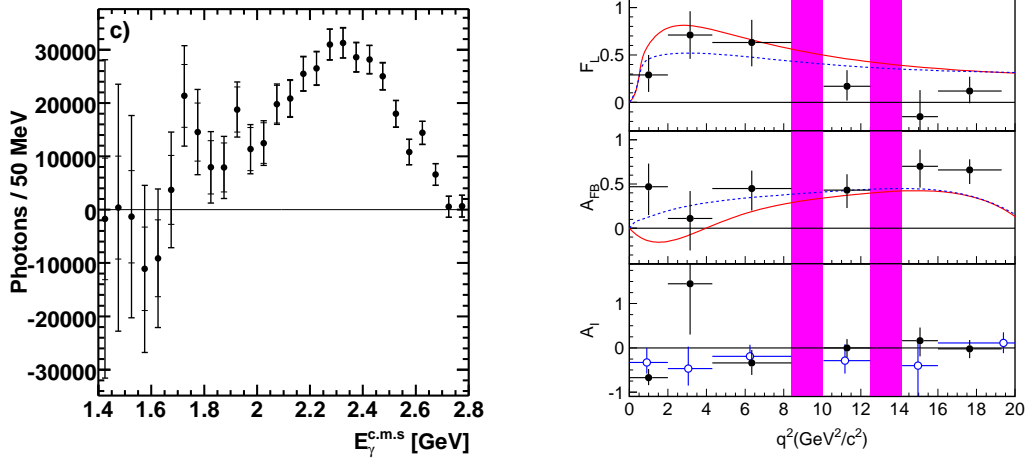 c)
Photons / 50 MeV
30000
20000
10000
0
-10000
-20000
-30000
1.4 1.6 1.8 2 2.2 2.4 2.6 2.8
E_γ^{c.m.s} [GeV]
F_L
1
0.5
0
A_FB
1
0.5
0
A_I
1
0
-1
0 2 4 6 8 10 12 14 16 18 20
q^2(GeV^2/c^2)